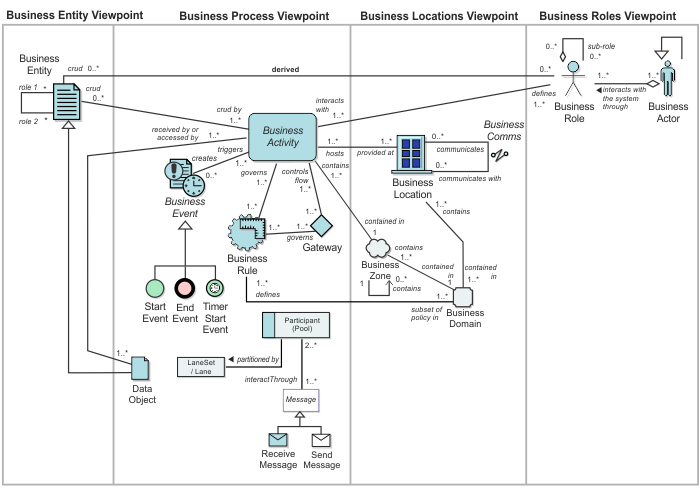 Business Entity Viewpoint
Business Process Viewpoint
Business Locations Viewpoint
Business Roles Viewpoint
Business
Entity
crud 0..*
derived
0..*
role 1 *
role 2 *
crud
0..*
crud by
1..*
interacts
with
1..*
received by or
accessed by
1..*
Business
Activity
triggers
1..*
creates
0..*
Business
Event
governs
1..*
controls
flow
1..*
1..*
hosts
contains
1..*
1..*
provided at
1..*
Business
Rule
1..*
1..*
governs
Gateway
Start
Event
End
Event
Timer
Start
Event
1..*
defines
Participant
(Pool)
LaneSet
/ Lane
partitioned by
2..*
interactThrough
1..*
Message
Receive
Message
Send
Message
1..*
Data
Object
Business
Comms
0..*
communicates
0..*
communicates with
Business
Location
1..*
contains
contained in
1
Business
Zone
contains
1..*
1
0..*
contains
contained
in
1
contained
in
1..*
1..*
subset of
policy in
Business
Domain
0..*
sub-role
0..*
defines
1..*
Business
Role
1..*
1..*
interacts with
the system
through
Business
Actor